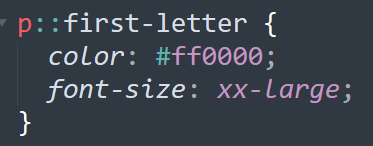 p::first-letter {
  color: #ff0000;
  font-size: xx-large;
}